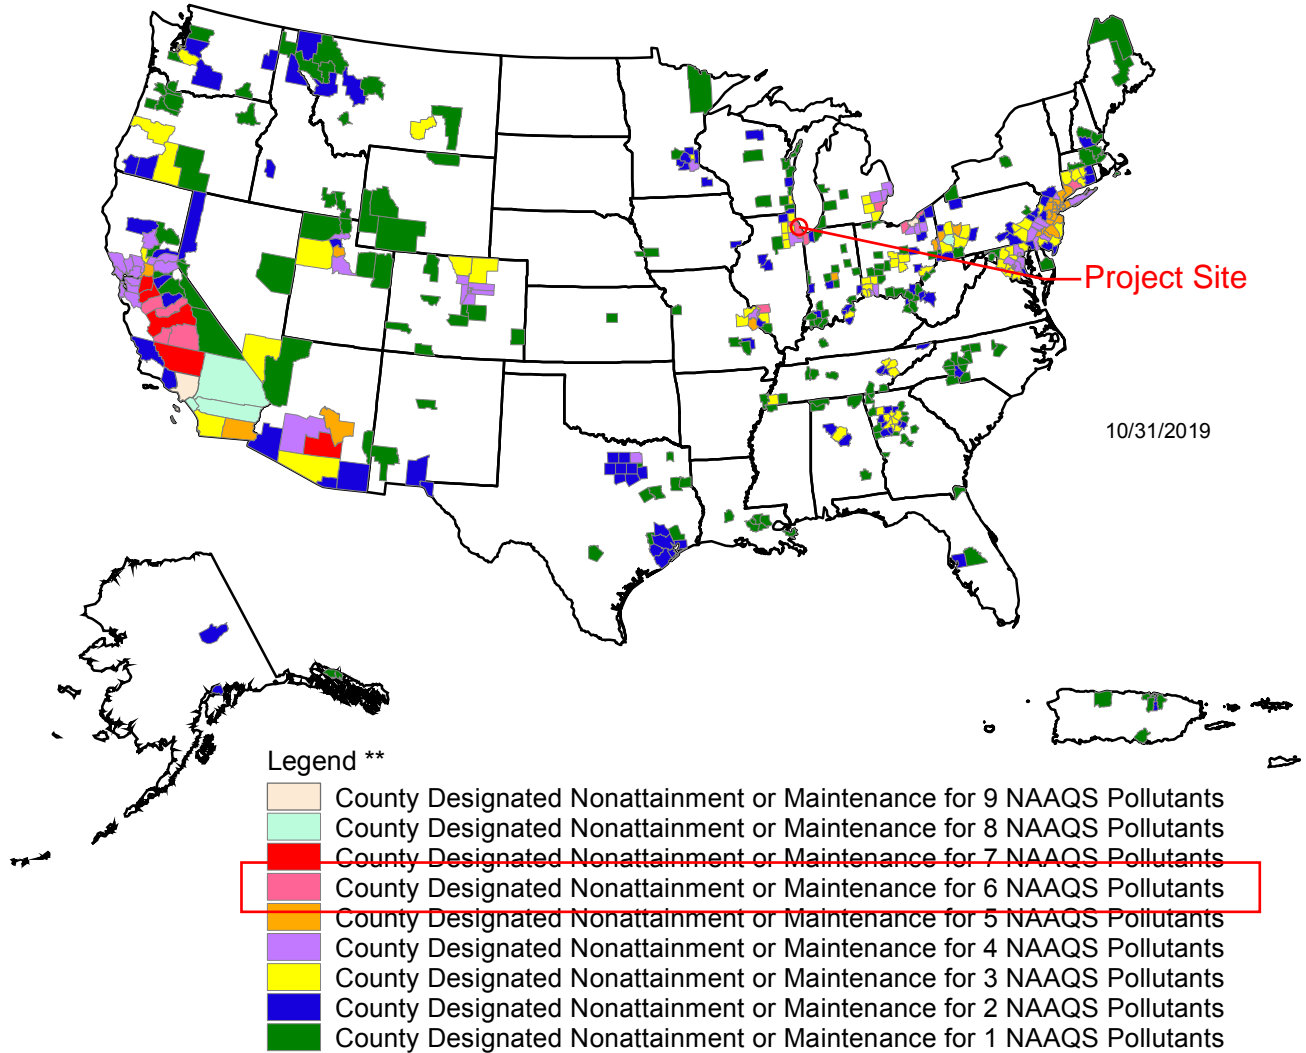 Project Site
10/31/2019
Legend **
County Designated Nonattainment or Maintenance for 9 NAAQS Pollutants
County Designated Nonattainment or Maintenance for 8 NAAQS Pollutants
County Designated Nonattainment or Maintenance for 7 NAAQS Pollutants
County Designated Nonattainment or Maintenance for 6 NAAQS Pollutants
County Designated Nonattainment or Maintenance for 5 NAAQS Pollutants
County Designated Nonattainment or Maintenance for 4 NAAQS Pollutants
County Designated Nonattainment or Maintenance for 3 NAAQS Pollutants
County Designated Nonattainment or Maintenance for 2 NAAQS Pollutants
County Designated Nonattainment or Maintenance for 1 NAAQS Pollutants